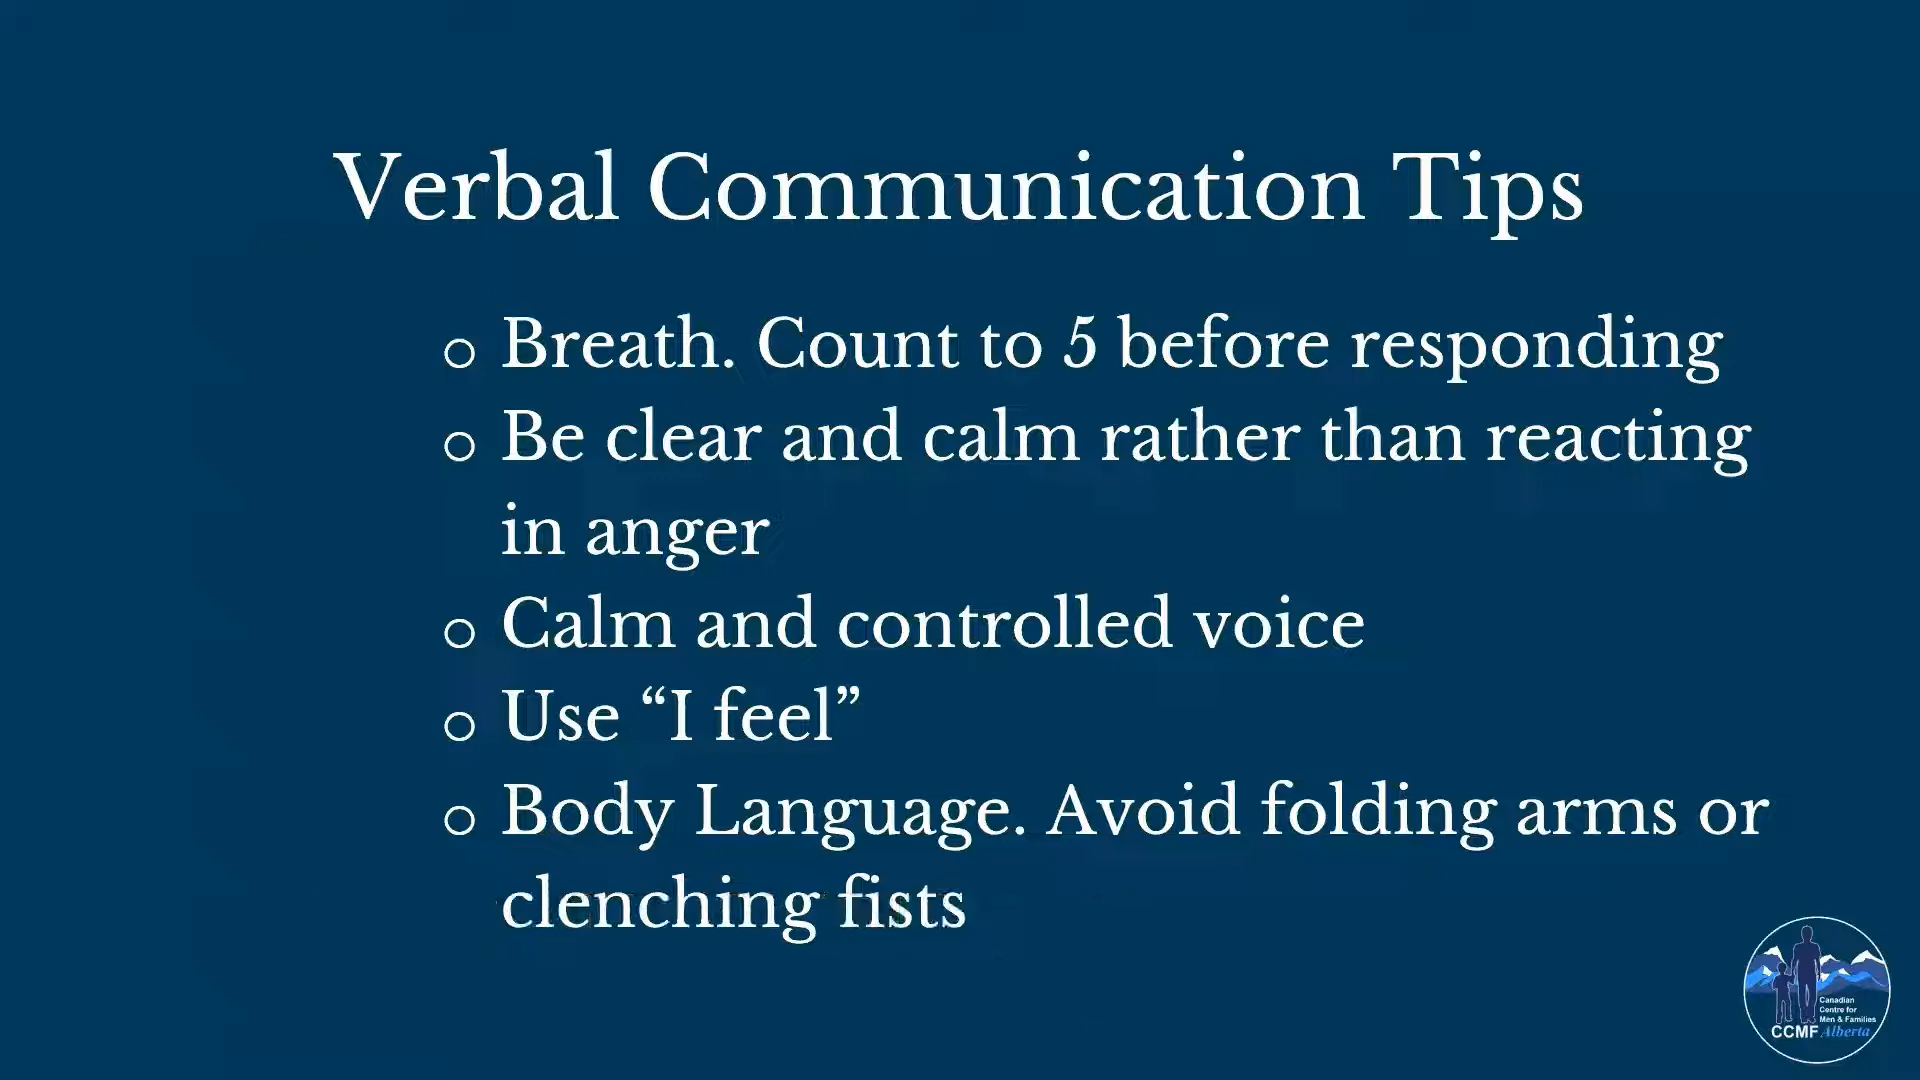 Verbal Communication Tips
o Breath. Count to 5 before responding
o Be clear and calm rather than reacting
in anger
o Calm and controlled voice
o Use “I feel”
o Body Language. Avoid folding arms or
clenching fists
Canadian
Centre for
Men & Families
CCMF Alberta